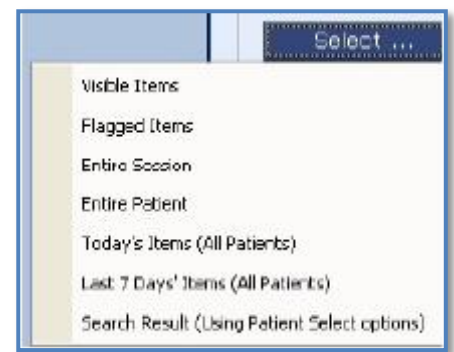 Select ...
Visible Items
Flagged Items
Entire Session
Entire Patient
Today's Items (All Patients)
Last 7 Days' Items (All Patients)
Search Result (Using Patient Select options)